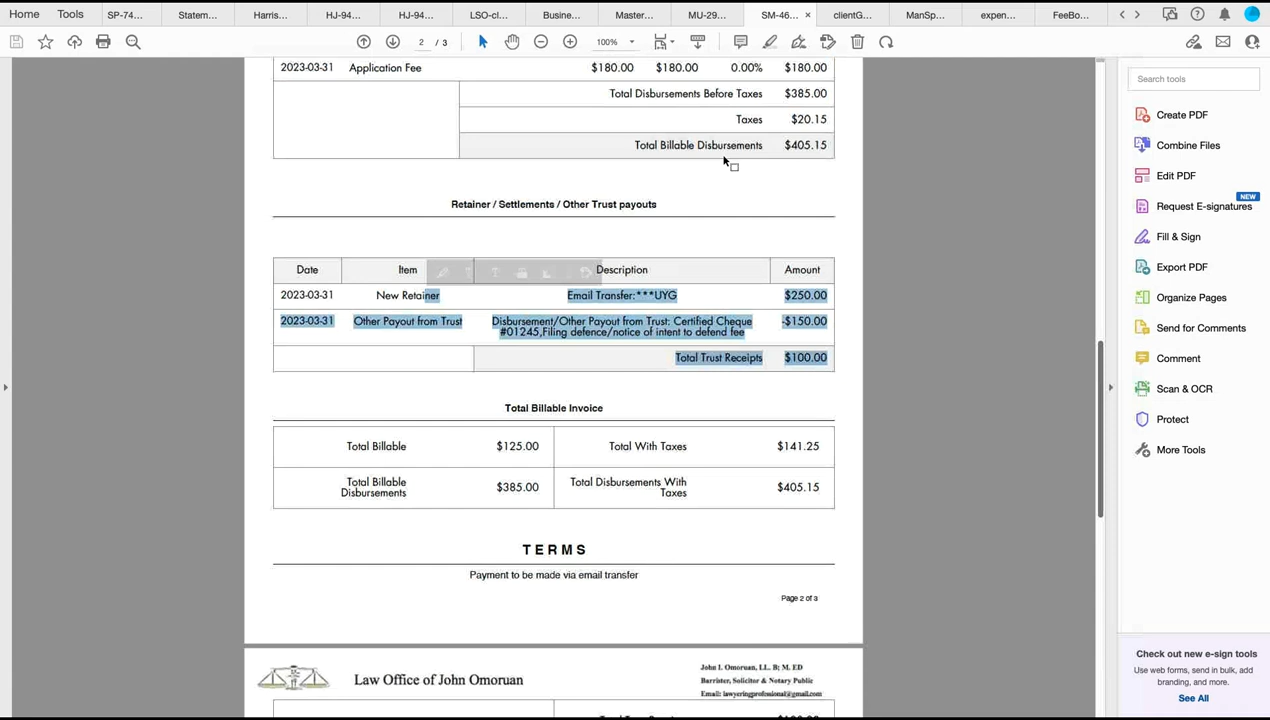 Home Tools SP-74... Statem... Harris... HJ-94... HJ-94... LSO-cl... Busine... Master... MU-29... SM-46... × clientG... ManSp... expen... FeeBo...
2 / 3 100%
2023-03-31 Application Fee $180.00 $180.00 0.00% $180.00
Total Disbursements Before Taxes $385.00
Taxes $20.15
Total Billable Disbursements $405.15
Retainer / Settlements / Other Trust payouts
Date Item Description Amount
2023-03-31 New Retainer Email Transfer:***UYG $250.00
2023-03-31 Other Payout from Trust Disbursement/Other Payout from Trust: Certified Cheque -$150.00
#01245,Filing defence/notice of intent to defend fee
Total Trust Receipts $100.00
Total Billable Invoice
Total Billable $125.00 Total With Taxes $141.25
Total Billable
Disbursements $385.00 Total Disbursements With
Taxes $405.15
TERMS
Payment to be made via email transfer
Page 2 of 3
Law Office of John Omoruan
John I. Omoruan, LL. B; M. ED
Barrister, Solicitor & Notary Public
Email: lawyeringprofessional@gmail.com
Search tools
Create PDF
Combine Files
Edit PDF
NEW
Request E-signatures
Fill & Sign
Export PDF
Organize Pages
Send for Comments
Comment
Scan & OCR
Protect
More Tools
Check out new e-sign tools
Use web forms, send in bulk, add
branding, and more.
See All